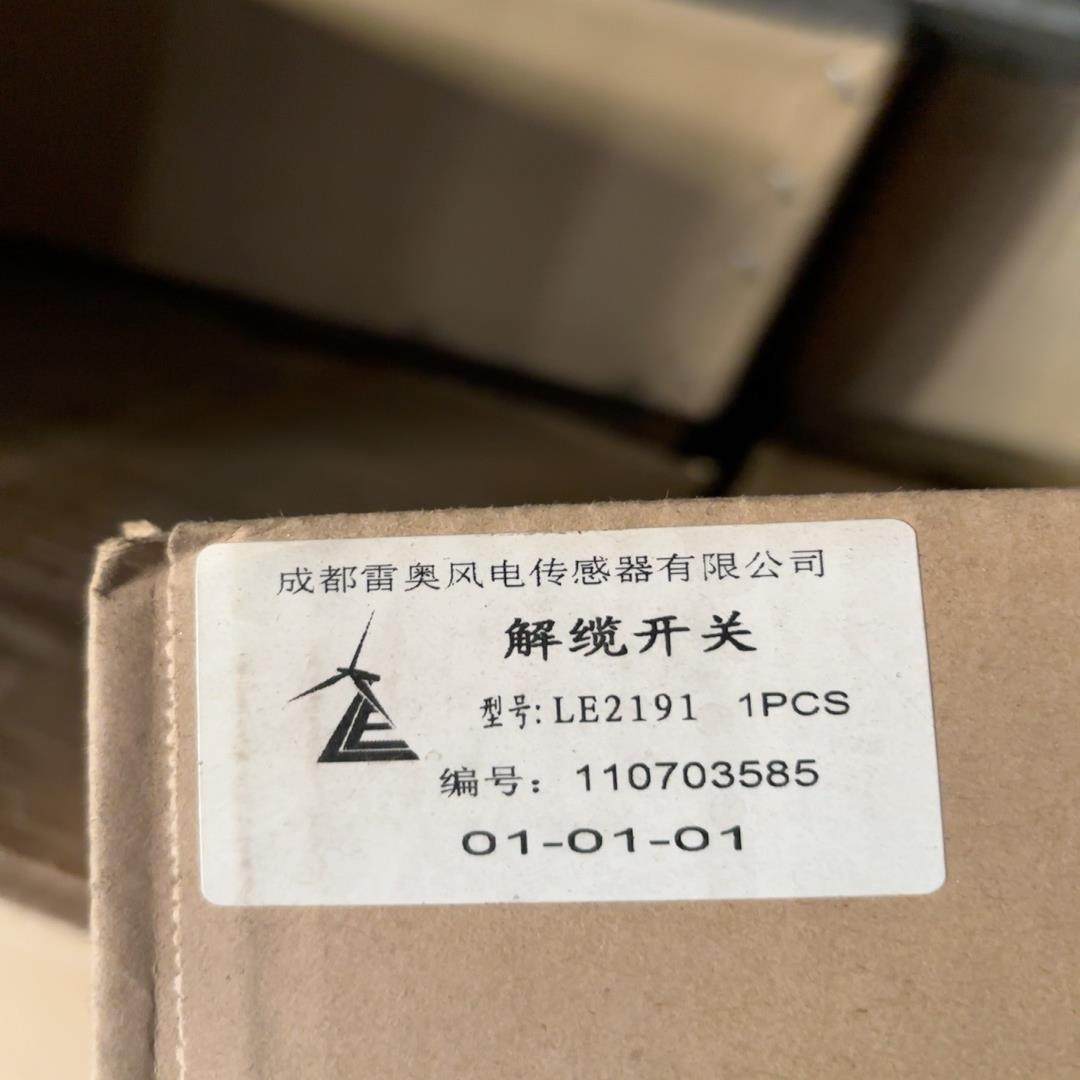 成都雷奥风电传感器有限公司
解缆开关
型号: LE2191 1PCS
编号: 110703585
01-01-01